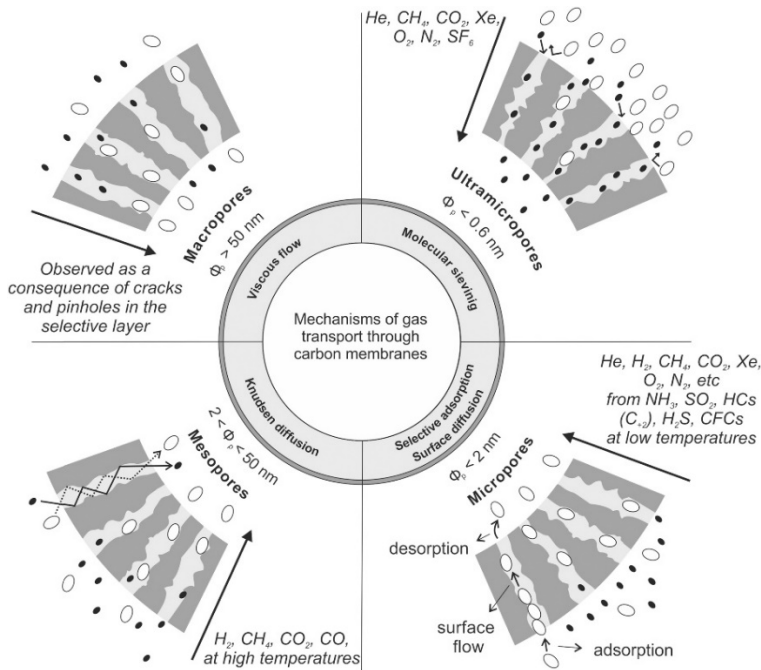 He, CH₄, CO₂, Xe,
O₂, N₂, SF₆
Macropores
Φₚ > 50 nm
Viscous flow
Observed as a
consequence of cracks
and pinholes in the
selective layer
Ultramicropores
Φₚ < 0.6 nm
Molecular slevinig
Mechanisms of gas
transport through
carbon membranes
Mesopores
2 < Φₚ < 50 nm
Knudsen diffusion
H₂, CH₄, CO₂, CO,
at high temperatures
Selective adsorption
Surface diffusion
Φₚ < 2 nm
Micropores
He, H₂, CH₄, CO₂, Xe,
O₂, N₂, etc
from NH₃, SO₂, HCs
(C₊₂), H₂S, CFCs
at low temperatures
desorption
surface
flow
adsorption